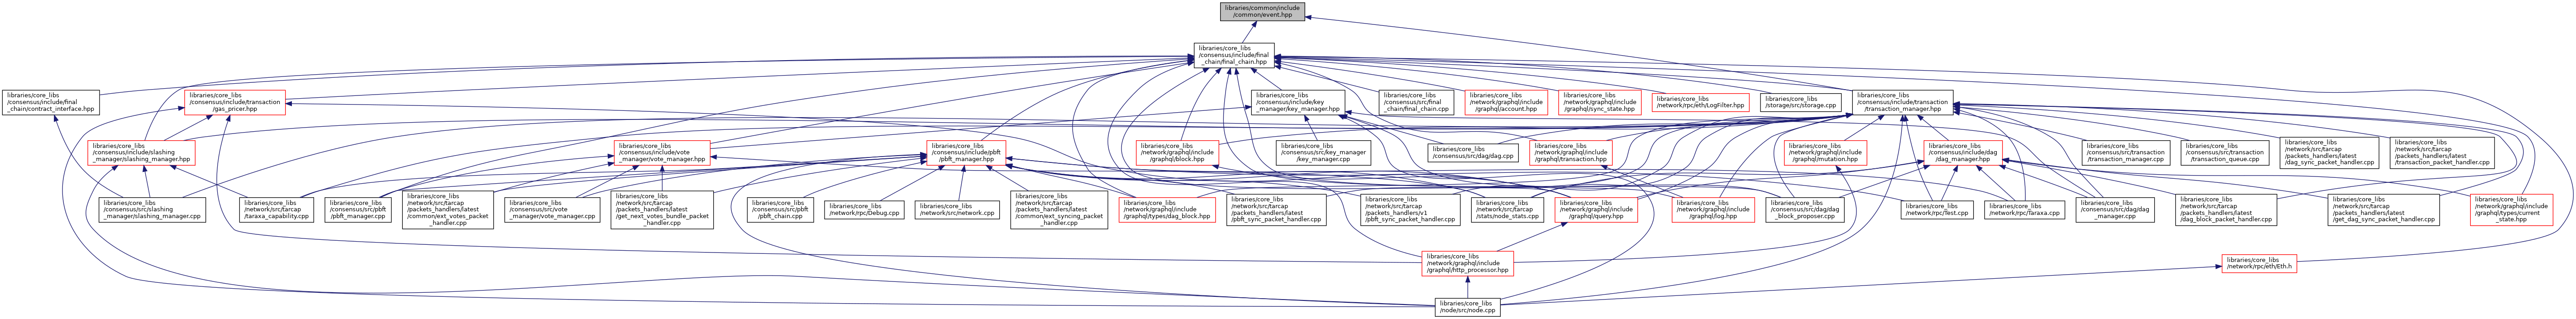 libraries/common/include
/common/event.hpp
libraries/core_libs
/consensus/include/final
_chain/final_chain.hpp
libraries/core_libs
/consensus/include/final
_chain/contract_interface.hpp
libraries/core_libs
/consensus/include/transaction
/gas_pricer.hpp
libraries/core_libs
/consensus/include/key
_manager/key_manager.hpp
libraries/core_libs
/consensus/src/final
_chain/final_chain.cpp
libraries/core_libs
/network/graphql/include
/graphql/account.hpp
libraries/core_libs
/network/graphql/include
/graphql/sync_state.hpp
libraries/core_libs
/network/rpc/eth/LogFilter.hpp
libraries/core_libs
/storage/src/storage.cpp
libraries/core_libs
/consensus/include/transaction
/transaction_manager.hpp
libraries/core_libs
/consensus/include/slashing
_manager/slashing_manager.hpp
libraries/core_libs
/consensus/include/vote
_manager/vote_manager.hpp
libraries/core_libs
/consensus/include/pbft
/pbft_manager.hpp
libraries/core_libs
/network/graphql/include
/graphql/block.hpp
libraries/core_libs
/consensus/src/key_manager
/key_manager.cpp
libraries/core_libs
/consensus/src/dag/dag.cpp
libraries/core_libs
/network/graphql/include
/graphql/transaction.hpp
libraries/core_libs
/network/graphql/include
/graphql/mutation.hpp
libraries/core_libs
/consensus/include/dag
/dag_manager.hpp
libraries/core_libs
/consensus/src/transaction
/transaction_manager.cpp
libraries/core_libs
/consensus/src/transaction
/transaction_queue.cpp
libraries/core_libs
/network/src/tarcap
/packets_handlers/latest
/dag_sync_packet_handler.cpp
libraries/core_libs
/network/src/tarcap
/packets_handlers/latest
/transaction_packet_handler.cpp
libraries/core_libs
/consensus/src/slashing
_manager/slashing_manager.cpp
libraries/core_libs
/network/src/tarcap
/taraxa_capability.cpp
libraries/core_libs
/consensus/src/pbft
/pbft_manager.cpp
libraries/core_libs
/network/src/tarcap
/packets_handlers/latest
/common/ext_votes_packet
_handler.cpp
libraries/core_libs
/consensus/src/vote
_manager/vote_manager.cpp
libraries/core_libs
/network/src/tarcap
/packets_handlers/latest
/get_next_votes_bundle_packet
_handler.cpp
libraries/core_libs
/consensus/src/pbft
/pbft_chain.cpp
libraries/core_libs
/network/rpc/Debug.cpp
libraries/core_libs
/network/src/network.cpp
libraries/core_libs
/network/src/tarcap
/packets_handlers/latest
/common/ext_syncing_packet
_handler.cpp
libraries/core_libs
/network/graphql/include
/graphql/types/dag_block.hpp
libraries/core_libs
/network/src/tarcap
/packets_handlers/latest
/pbft_sync_packet_handler.cpp
libraries/core_libs
/network/src/tarcap
/packets_handlers/v1
/pbft_sync_packet_handler.cpp
libraries/core_libs
/network/src/tarcap
/stats/node_stats.cpp
libraries/core_libs
/network/graphql/include
/graphql/query.hpp
libraries/core_libs
/network/graphql/include
/graphql/log.hpp
libraries/core_libs
/consensus/src/dag/dag
_block_proposer.cpp
libraries/core_libs
/network/rpc/Test.cpp
libraries/core_libs
/network/rpc/Taraxa.cpp
libraries/core_libs
/consensus/src/dag/dag
_manager.cpp
libraries/core_libs
/network/src/tarcap
/packets_handlers/latest
/dag_block_packet_handler.cpp
libraries/core_libs
/network/src/tarcap
/packets_handlers/latest
/get_dag_sync_packet_handler.cpp
libraries/core_libs
/network/graphql/include
/graphql/types/current
_state.hpp
libraries/core_libs
/network/graphql/include
/graphql/http_processor.hpp
libraries/core_libs
/network/rpc/eth/Eth.h
libraries/core_libs
/node/src/node.cpp